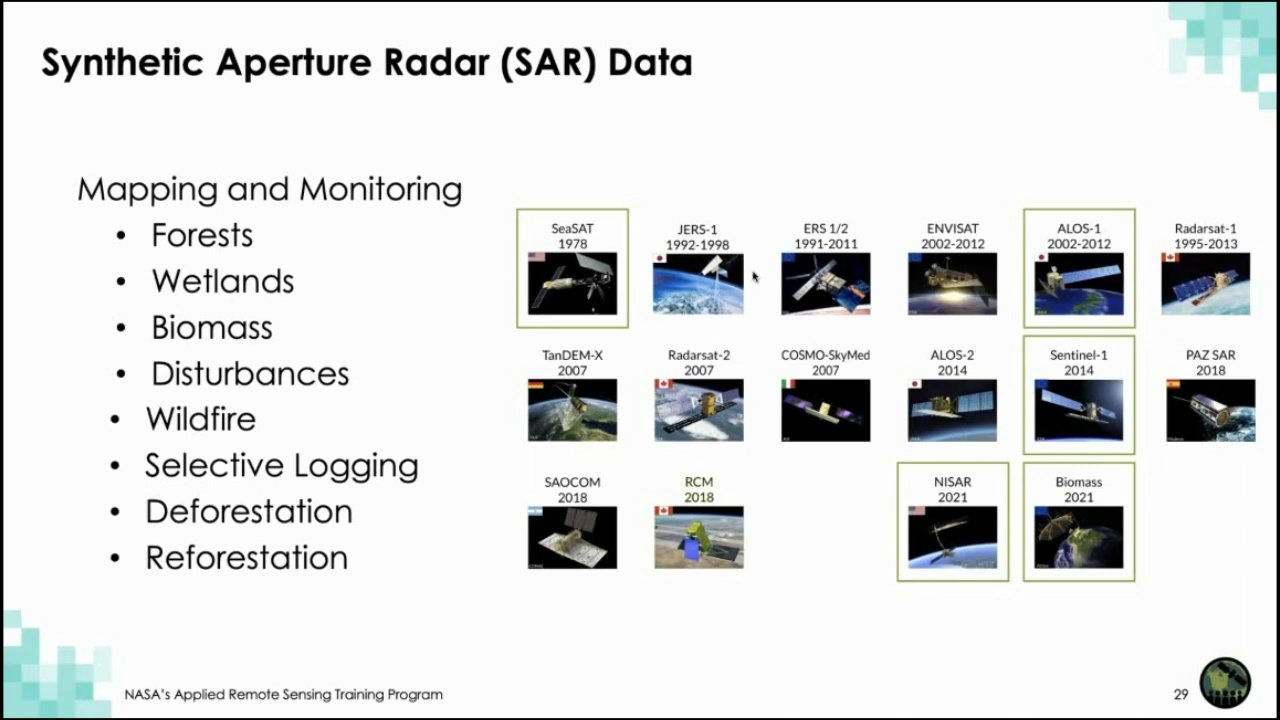 Synthetic Aperture Radar (SAR) Data
Mapping and Monitoring
• Forests
• Wetlands
• Biomass
• Disturbances
• Wildfire
• Selective Logging
• Deforestation
• Reforestation
SeaSAT
1978
JERS-1
1992-1998
ERS 1/2
1991-2011
ENVISAT
2002-2012
ALOS-1
2002-2012
Radarsat-1
1995-2013
TanDEM-X
2007
Radarsat-2
2007
COSMO-SkyMed
2007
ALOS-2
2014
Sentinel-1
2014
PAZ SAR
2018
SAOCOM
2018
RCM
2018
NISAR
2021
Biomass
2021
NASA's Applied Remote Sensing Training Program
29